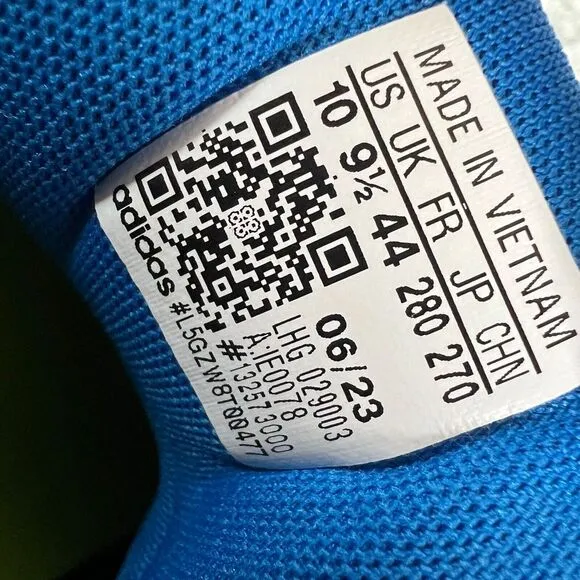 MADE IN VIETNAM
US UK FR JP CHN
10 9½ 44 280 270
06/23
LHG 029003
A:IE0078
#132573000
adidas #L5GZW8T00477